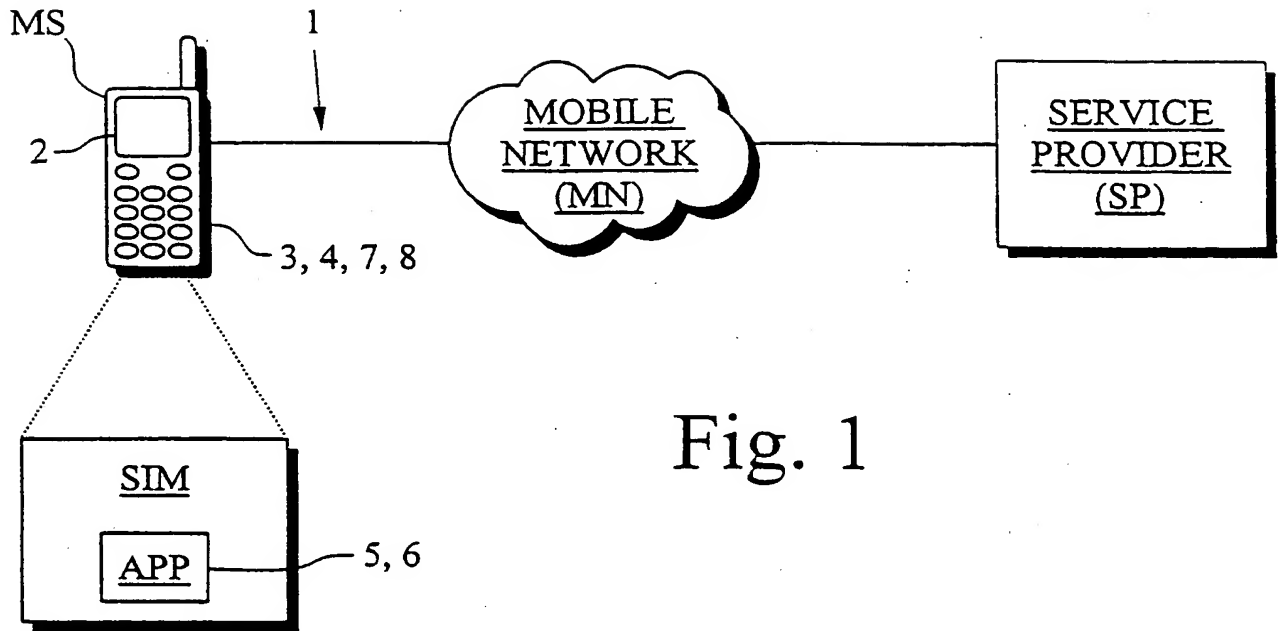 MS
1
2
MOBILE
NETWORK
(MN)
SERVICE
PROVIDER
(SP)
3, 4, 7, 8
SIM
APP
5, 6
Fig. 1